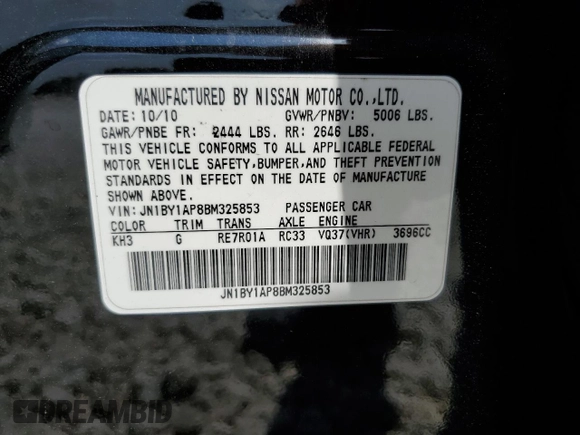 MANUFACTURED BY NISSAN MOTOR CO.,LTD.
DATE: 10/10 GVWR/PNBV: 5006 LBS.
GAWR/PNBE FR: 2444 LBS. RR: 2646 LBS.
THIS VEHICLE CONFORMS TO ALL APPLICABLE FEDERAL
MOTOR VEHICLE SAFETY,BUMPER,AND THEFT PREVENTION
STANDARDS IN EFFECT ON THE DATE OF MANUFACTURE
SHOWN ABOVE.
VIN: JN1BY1AP8BM325853 PASSENGER CAR
COLOR TRIM TRANS AXLE ENGINE
KH3 G RE7R01A RC33 VQ37(VHR) 3696CC
JN1BY1AP8BM325853
DREAMBID